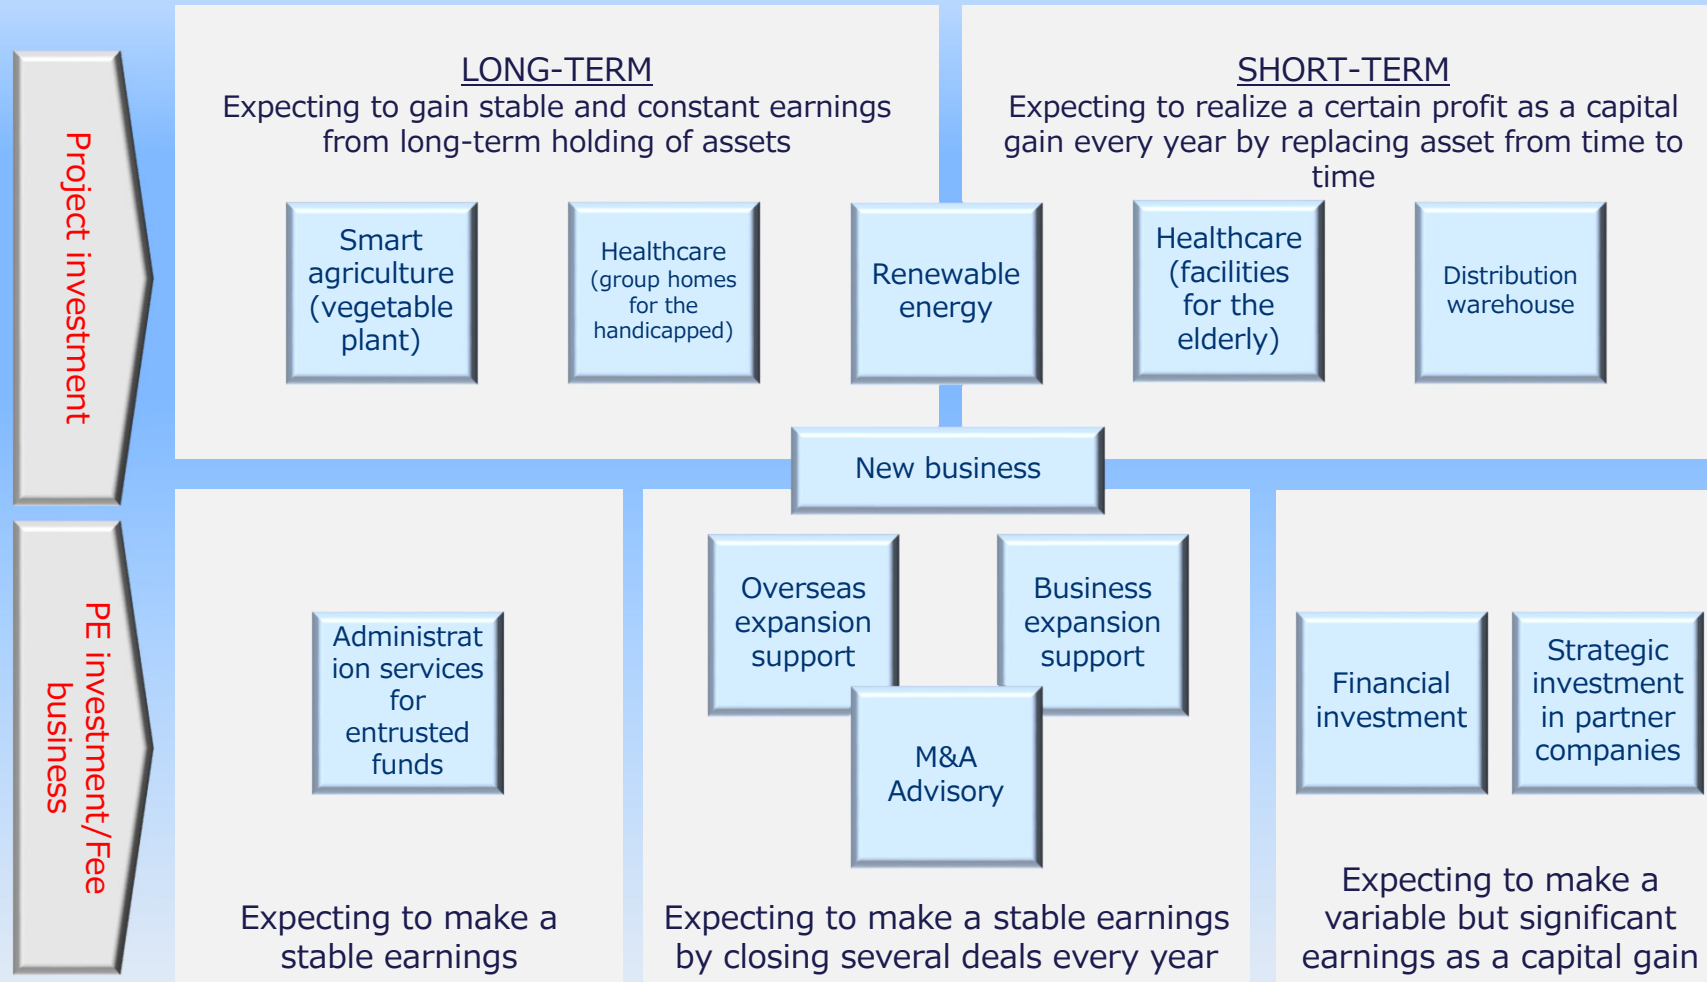 Project investment
LONG-TERM
Expecting to gain stable and constant earnings
from long-term holding of assets
SHORT-TERM
Expecting to realize a certain profit as a capital
gain every year by replacing asset from time to
time
Smart
agriculture
(vegetable
plant)
Healthcare
(group homes
for the
handicapped)
Renewable
energy
Healthcare
(facilities
for the
elderly)
Distribution
warehouse
New business
PE investment/Fee
business
Administrat
ion services
for
entrusted
funds
Expecting to make a
stable earnings
Overseas
expansion
support
Business
expansion
support
M&A
Advisory
Expecting to make a stable earnings
by closing several deals every year
Financial
investment
Strategic
investment
in partner
companies
Expecting to make a
variable but significant
earnings as a capital gain